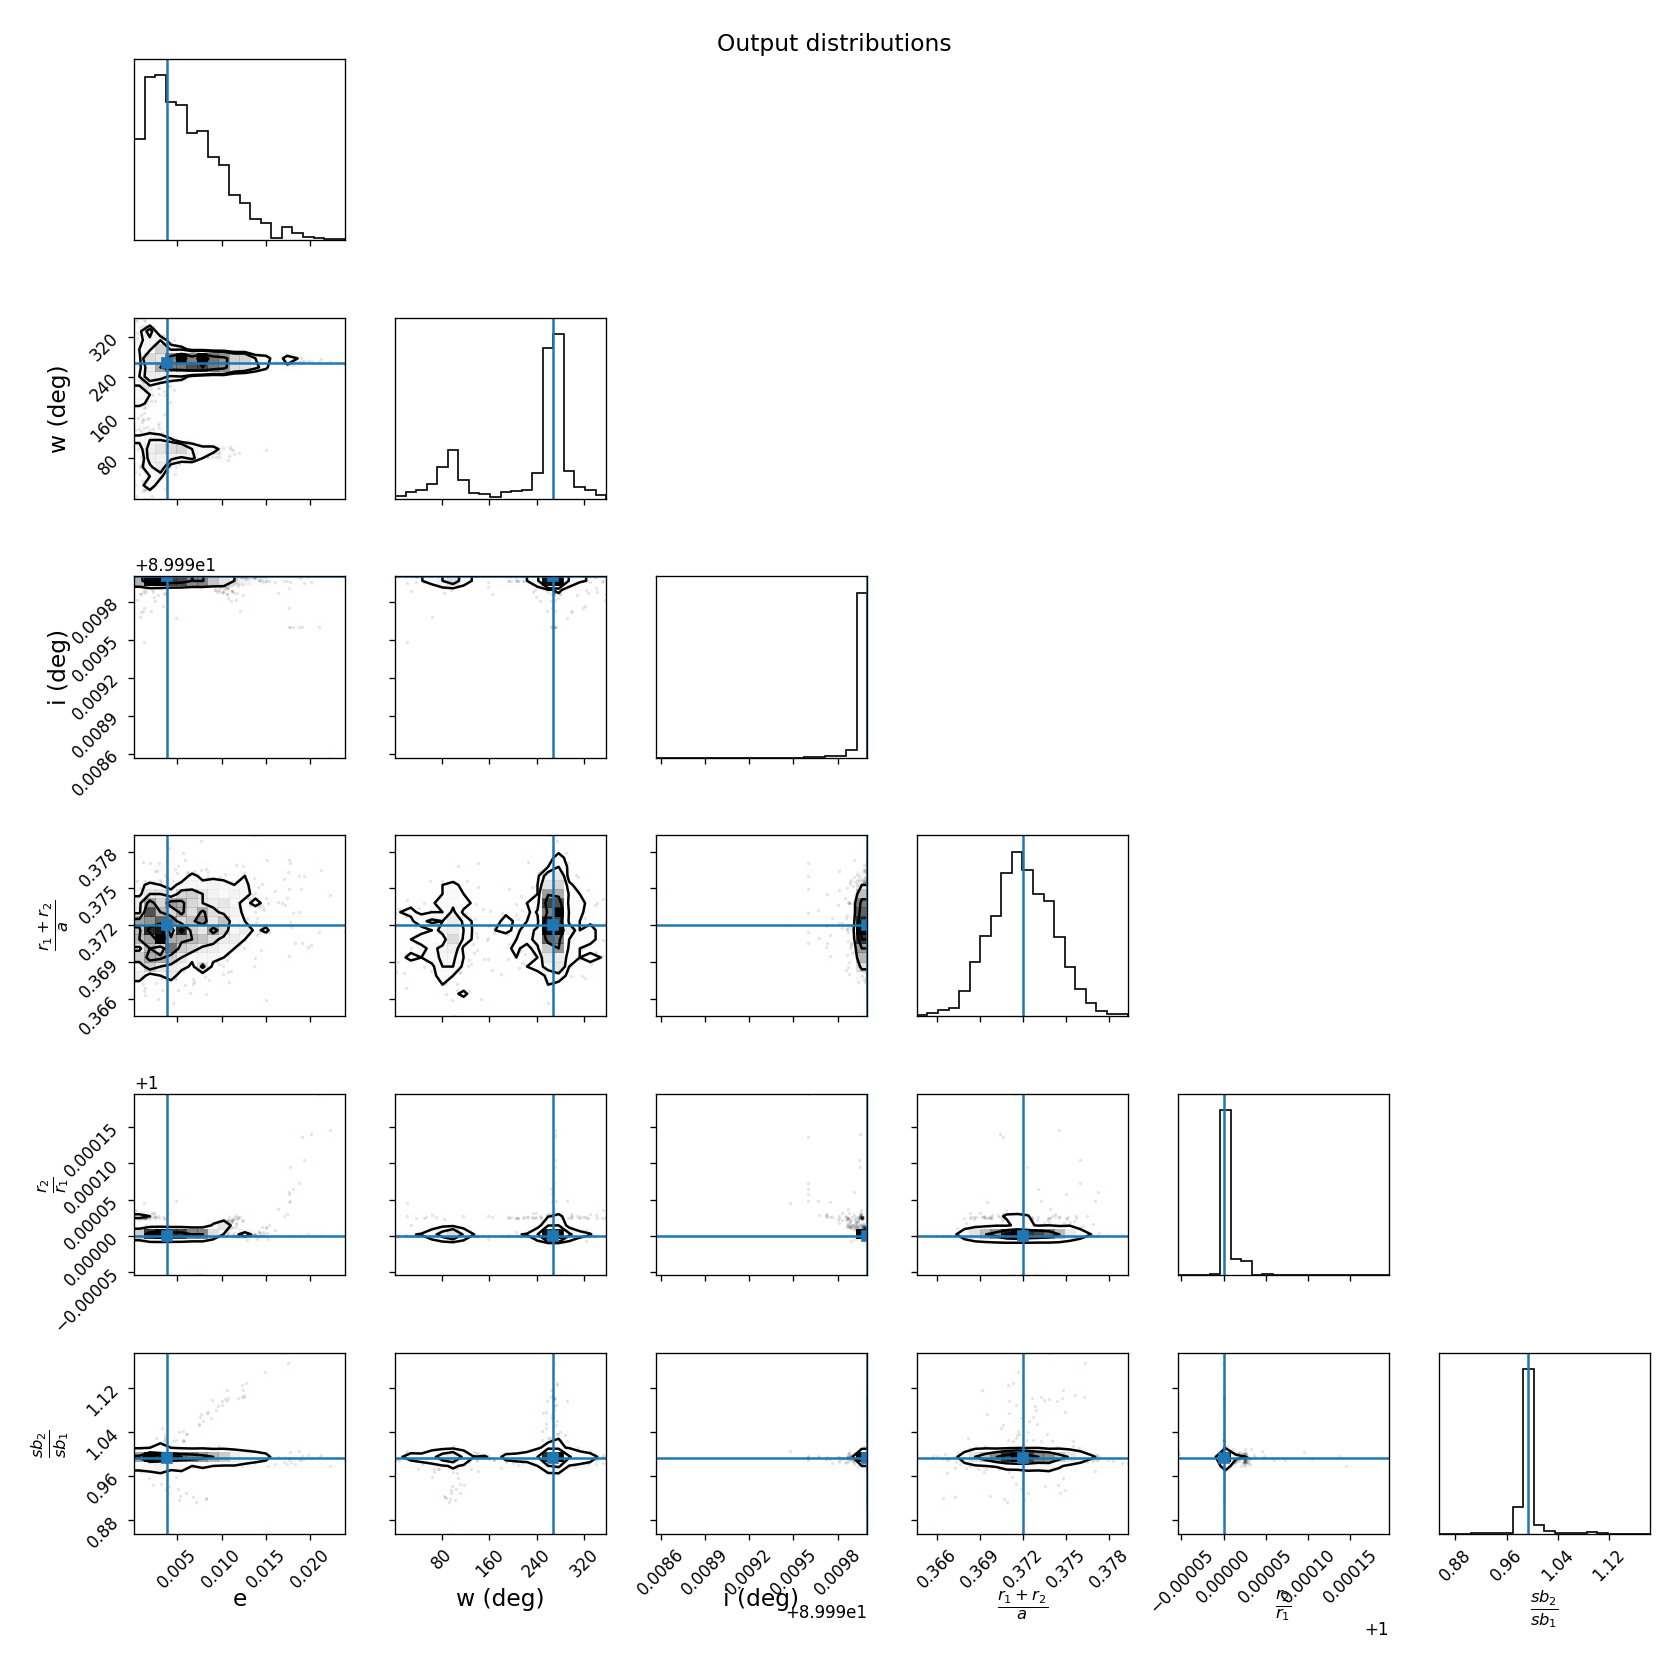 Output distributions
w (deg)
320
240
160
80
+8.999e1
i (deg)
0.0098
0.0095
0.0092
0.0089
0.0086
r₁ + r₂
a
0.378
0.375
0.372
0.369
0.366
+1
r₂
r₁
0.00015
0.00010
0.00005
0.00000
−0.00005
sb₂
sb₁
1.12
1.04
0.96
0.88
0.005 0.010 0.015 0.020
e
80 160 240 320
w (deg)
0.0086 0.0089 0.0092 0.0095 0.0098
i (deg)
+8.999e1
0.366 0.369 0.372 0.375 0.378
r₁ + r₂
a
−0.00005 0.00000 0.00005 0.00010 0.00015
r₂
r₁
+1
0.88 0.96 1.04 1.12
sb₂
sb₁